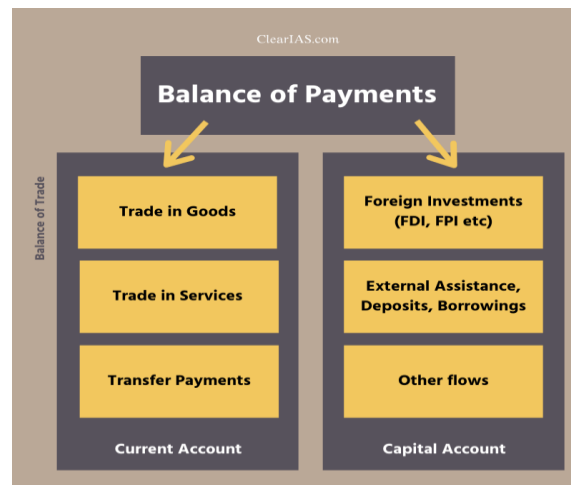 ClearIAS.com
Balance of Payments
Balance of Trade
Trade in Goods
Trade in Services
Transfer Payments
Current Account
Foreign Investments
(FDI, FPI etc)
External Assistance,
Deposits, Borrowings
Other flows
Capital Account